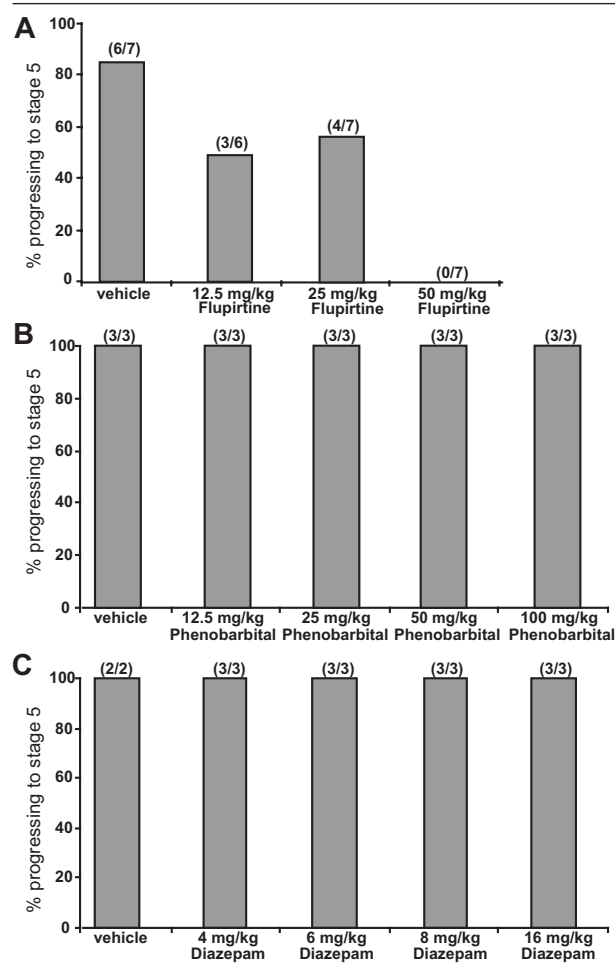 A
% progressing to stage 5
100
80
60
40
20
0
(6/7)
(3/6)
(4/7)
(0/7)
vehicle
12.5 mg/kg
Flupirtine
25 mg/kg
Flupirtine
50 mg/kg
Flupirtine
B
% progressing to stage 5
100
80
60
40
20
0
(3/3)
(3/3)
(3/3)
(3/3)
(3/3)
vehicle
12.5 mg/kg
Phenobarbital
25 mg/kg
Phenobarbital
50 mg/kg
Phenobarbital
100 mg/kg
Phenobarbital
C
% progressing to stage 5
100
80
60
40
20
0
(2/2)
(3/3)
(3/3)
(3/3)
(3/3)
vehicle
4 mg/kg
Diazepam
6 mg/kg
Diazepam
8 mg/kg
Diazepam
16 mg/kg
Diazepam